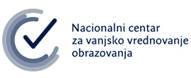 Nacionalni centar
za vanjsko vrednovanje
obrazovanja